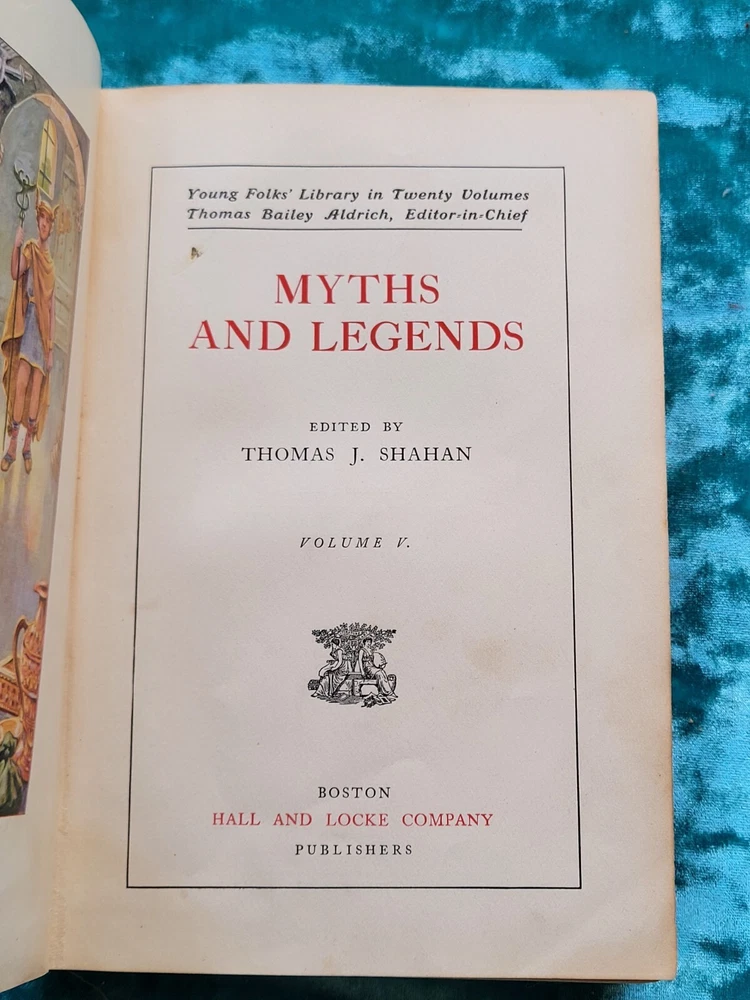 Young Folks' Library in Twenty Volumes
Thomas Bailey Aldrich, Editor-in-Chief
MYTHS
AND LEGENDS
EDITED BY
THOMAS J. SHAHAN
VOLUME V.
BOSTON
HALL AND LOCKE COMPANY
PUBLISHERS